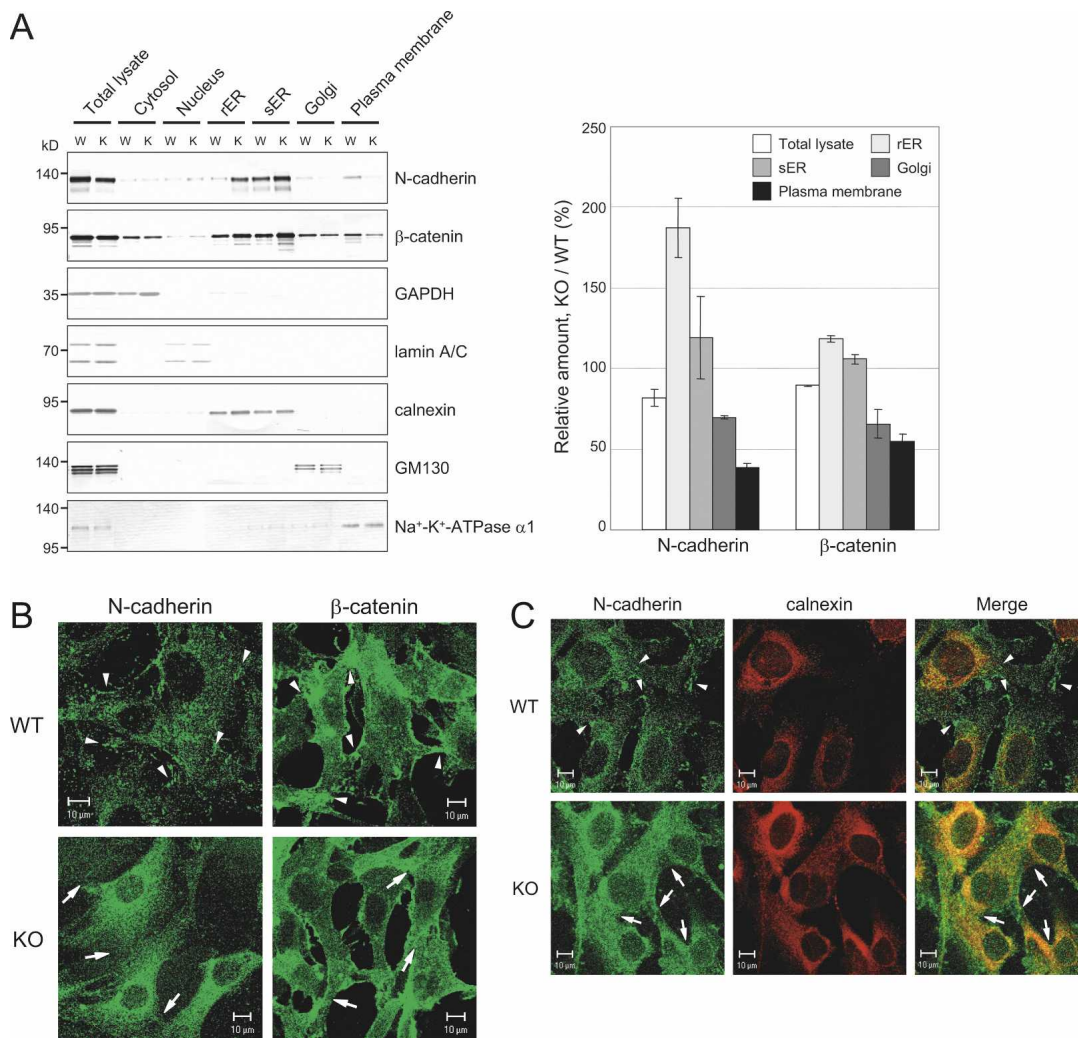 A
Total lysate
Cytosol
Nucleus
rER
sER
Golgi
Plasma membrane
kD
W K W K W K W K W K W K W K
140
N-cadherin
95
β-catenin
35
GAPDH
70
lamin A/C
95
calnexin
140
GM130
140
95
Na⁺-K⁺-ATPase α1
Relative amount, KO / WT (%)
250
200
150
100
50
0
Total lysate
rER
sER
Golgi
Plasma membrane
N-cadherin
β-catenin
B
N-cadherin
β-catenin
WT
10 µm
10 µm
KO
10 µm
10 µm
C
N-cadherin
calnexin
Merge
WT
10 µm
10 µm
10 µm
KO
10 µm
10 µm
10 µm